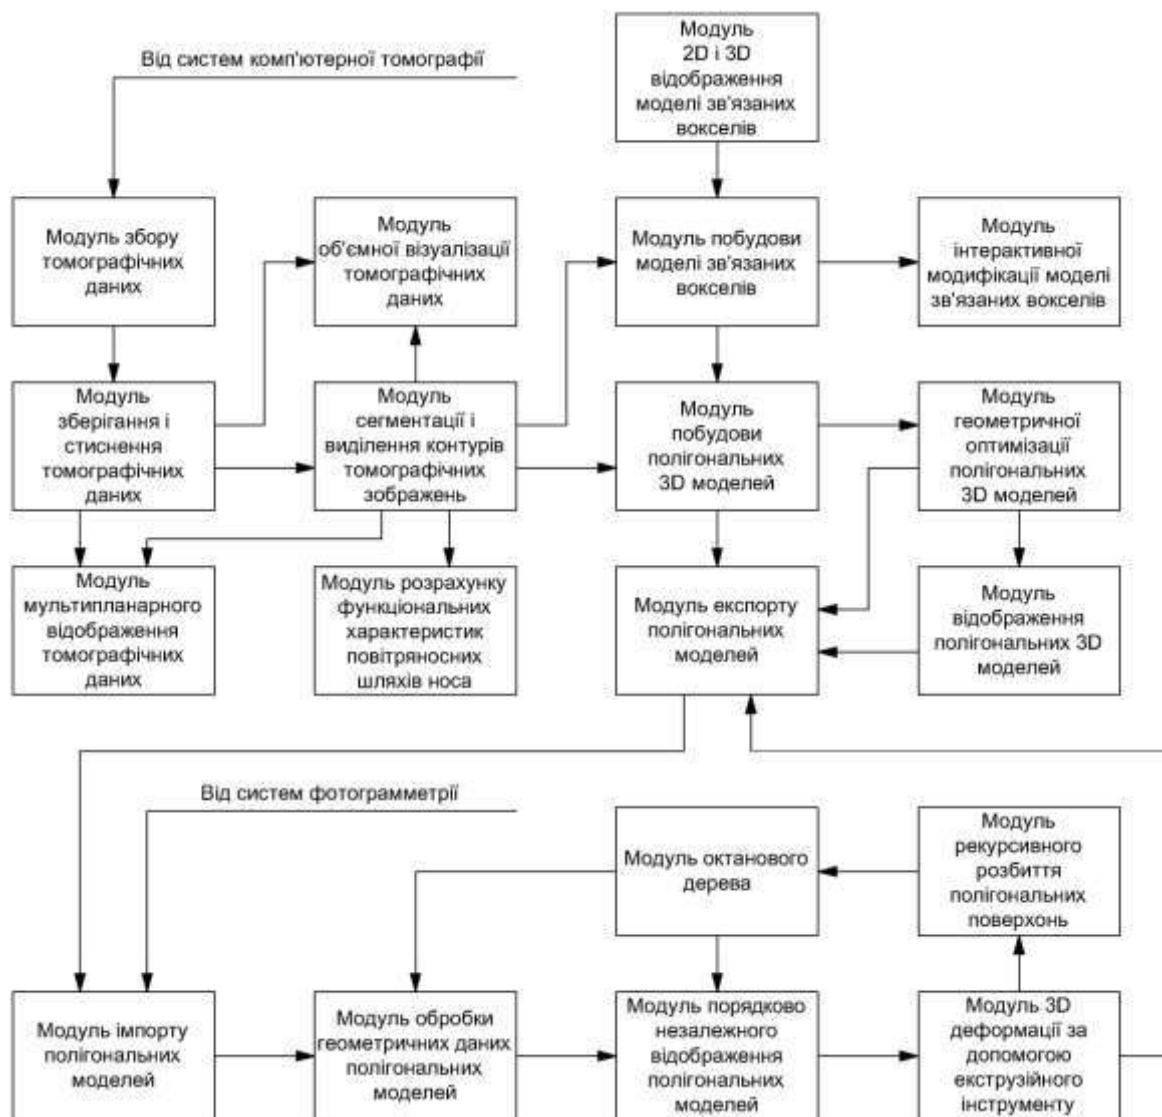 Модуль
2D і 3D
відображення
моделі зв'язаних
вокселів
Від систем комп'ютерної томографії
Модуль збору
томографічних
даних
Модуль
об'ємної візуалізації
томографічних
даних
Модуль побудови
моделі зв'язаних
вокселів
Модуль
інтерактивної
модифікації моделі
зв'язаних вокселів
Модуль
зберігання і
стиснення
томографічних
даних
Модуль
сегментації і
виділення контурів
томографічних
зображень
Модуль
побудови
полігональних
3D моделей
Модуль
геометричної
оптимізації
полігональних
3D моделей
Модуль
мультипланарного
відображення
томографічних
даних
Модуль розрахунку
функціональних
характеристик
повітряносних
шляхів носа
Модуль експорту
полігональних
моделей
Модуль
відображення
полігональних 3D
моделей
Від систем фотограмметрії
Модуль октанового
дерева
Модуль
рекурсивного
розбиття
полігональних
поверхонь
Модуль імпорту
полігональних
моделей
Модуль обробки
геометричних даних
полігональних
моделей
Модуль порядково
незалежного
відображення
полігональних
моделей
Модуль 3D
деформації за
допомогою
екструзійного
інструменту